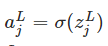 a_j^L = σ(z_j^L)